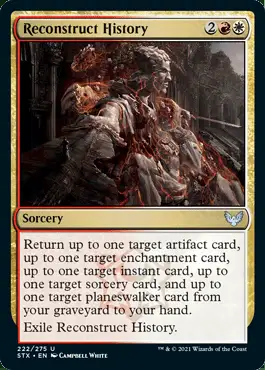 Reconstruct History 2
Sorcery
Return up to one target artifact card,
up to one target enchantment card,
up to one target instant card, up to
one target sorcery card, and up to
one target planeswalker card from
your graveyard to your hand.
Exile Reconstruct History.
222/275 U
STX • EN CAMPBELL WHITE
™ & © 2021 Wizards of the Coast